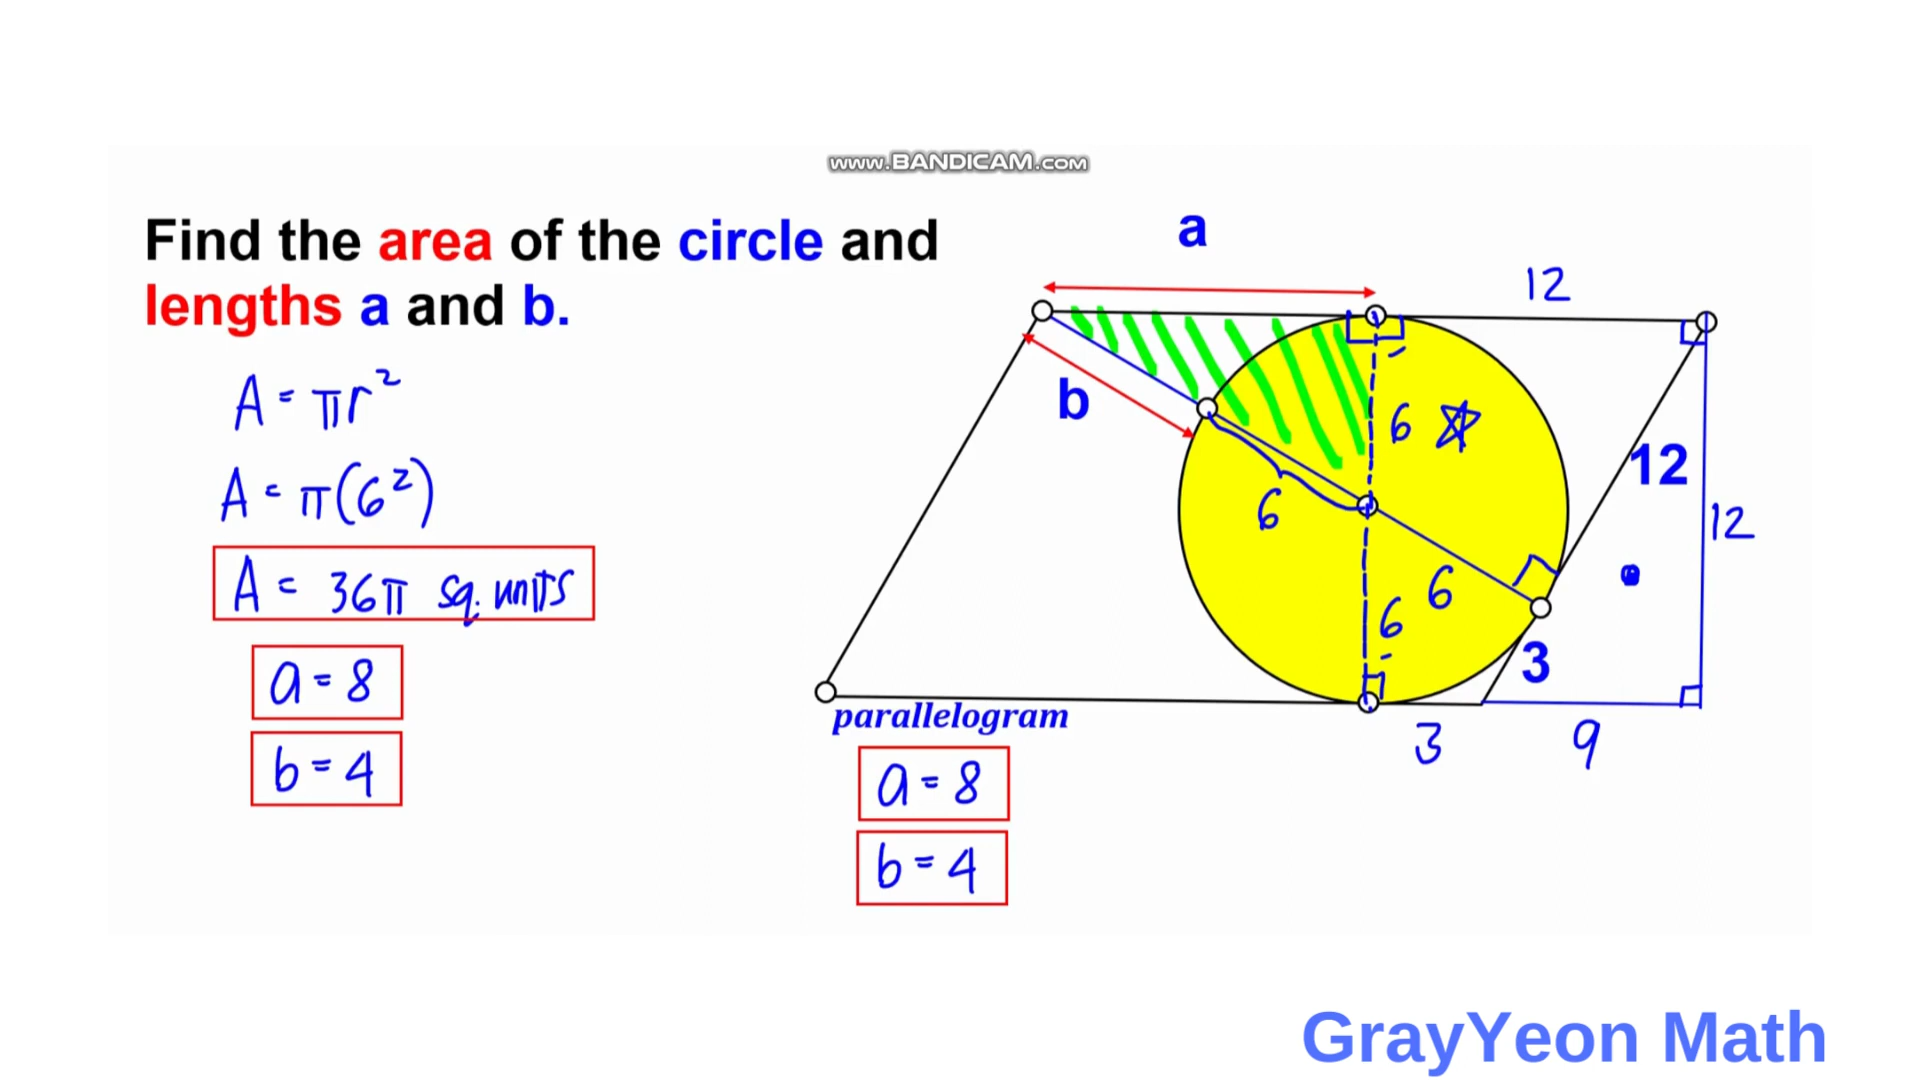 www.BANDICAM.com
Find the area of the circle and
lengths a and b.
A = πr²
A = π(6²)
A = 36π sq. units
a = 8
b = 4
a
12
b
6
12
12
6
6
6
3
parallelogram
3
9
a = 8
b = 4
GrayYeon Math